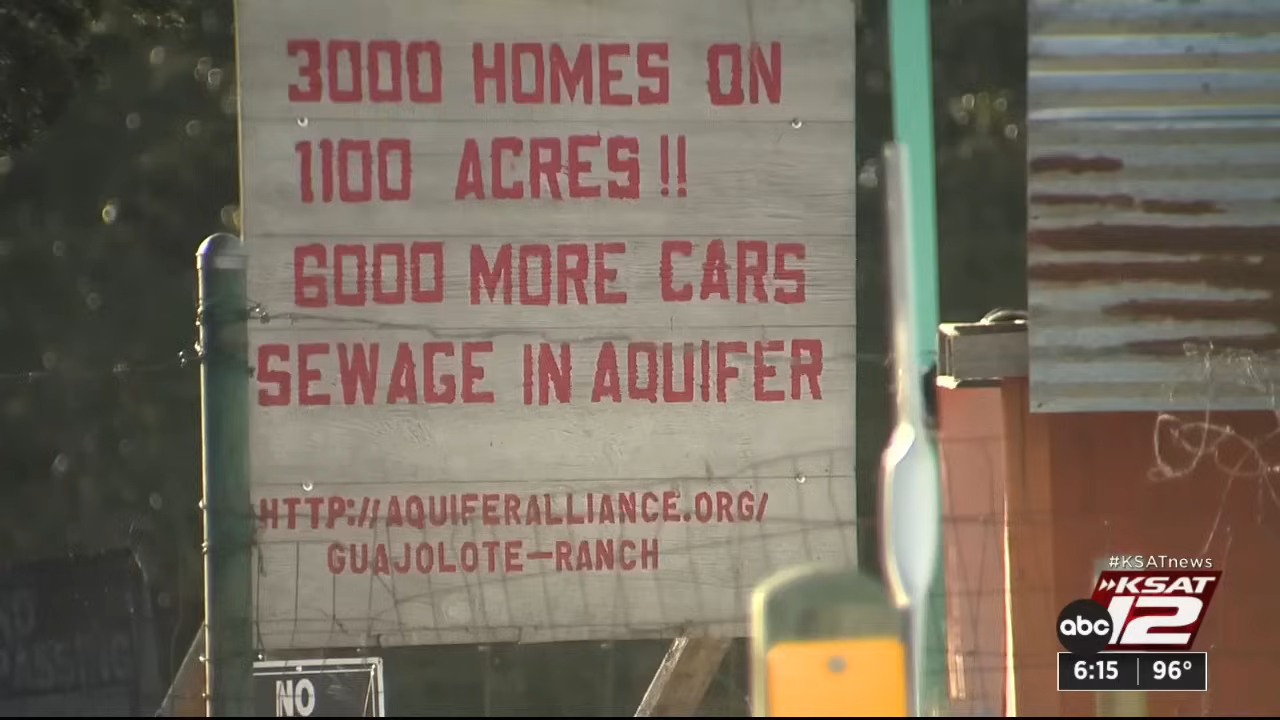 3000 HOMES ON
1100 ACRES!!
6000 MORE CARS
SEWAGE IN AQUIFER
HTTP://AQUIFERALLIANCE.ORG/
GUAJOLOTE-RANCH
NO
#KSATnews
KSAT
abc 12
6:15 96°